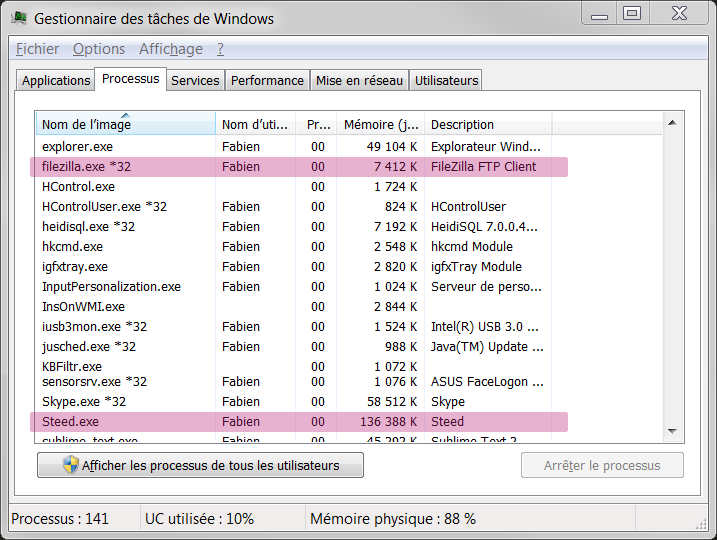 Gestionnaire des tâches de Windows
Fichier Options Affichage ?
Applications Processus Services Performance Mise en réseau Utilisateurs
Nom de l'image Nom d'uti... Pr... Mémoire (j... Description
explorer.exe Fabien 00 49 104 K Explorateur Wind...
filezilla.exe *32 Fabien 00 7 412 K FileZilla FTP Client
HControl.exe 00 1 724 K
HControlUser.exe *32 Fabien 00 824 K HControlUser
heidisql.exe *32 Fabien 00 7 192 K HeidiSQL 7.0.0.4...
hkcmd.exe Fabien 00 2 548 K hkcmd Module
igfxtray.exe Fabien 00 2 820 K igfxTray Module
InputPersonalization.exe Fabien 00 1 024 K Serveur de perso...
InsOnWMI.exe 00 2 844 K
iusb3mon.exe *32 Fabien 00 1 524 K Intel(R) USB 3.0 ...
jusched.exe *32 Fabien 00 988 K Java(TM) Update ...
KBFiltr.exe 00 1 072 K
sensorsrv.exe *32 Fabien 00 1 076 K ASUS FaceLogon ...
Skype.exe *32 Fabien 00 58 512 K Skype
Steed.exe Fabien 00 136 388 K Steed
sublime_text.exe Fabien 00 45 292 K Sublime Text 2
Afficher les processus de tous les utilisateurs Arrêter le processus
Processus : 141 UC utilisée : 10% Mémoire physique : 88 %